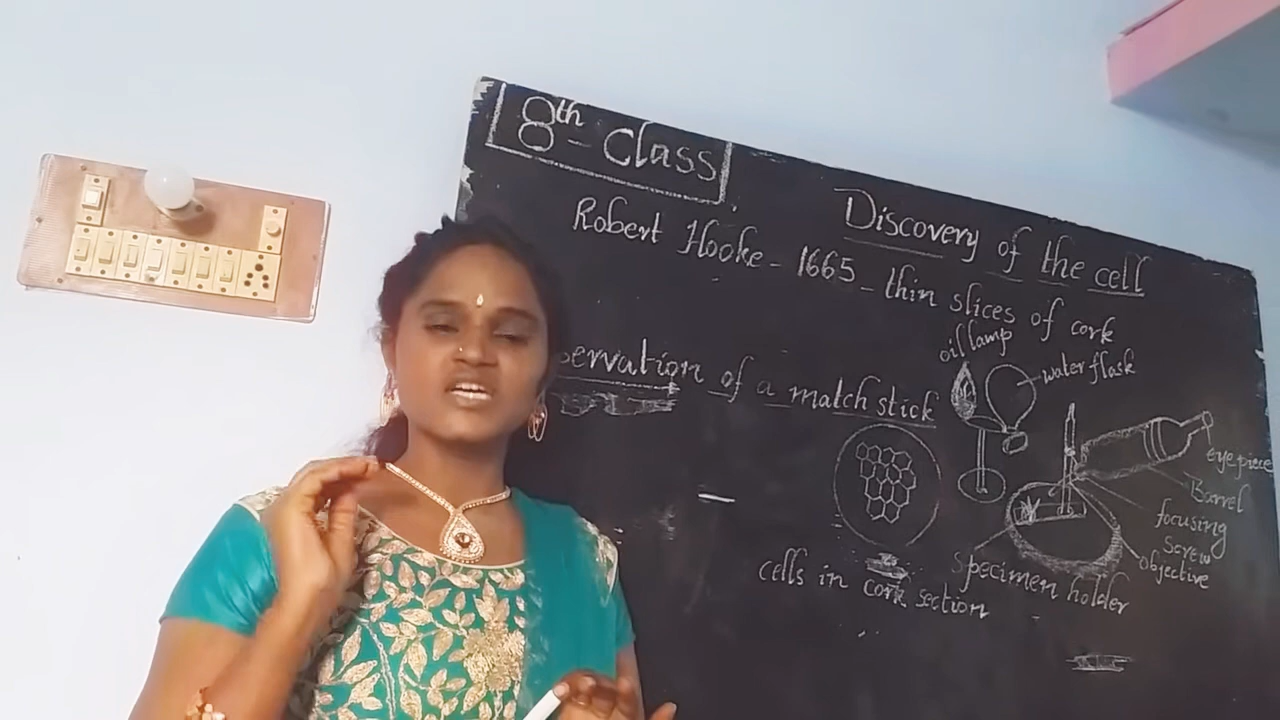 8th - Class
Discovery of the cell
Robert Hooke - 1665 - thin slices of cork
servation of a match stick
oil lamp
water flask
eye piece
Barrel
focusing
screw
objective
specimen holder
cells in cork section